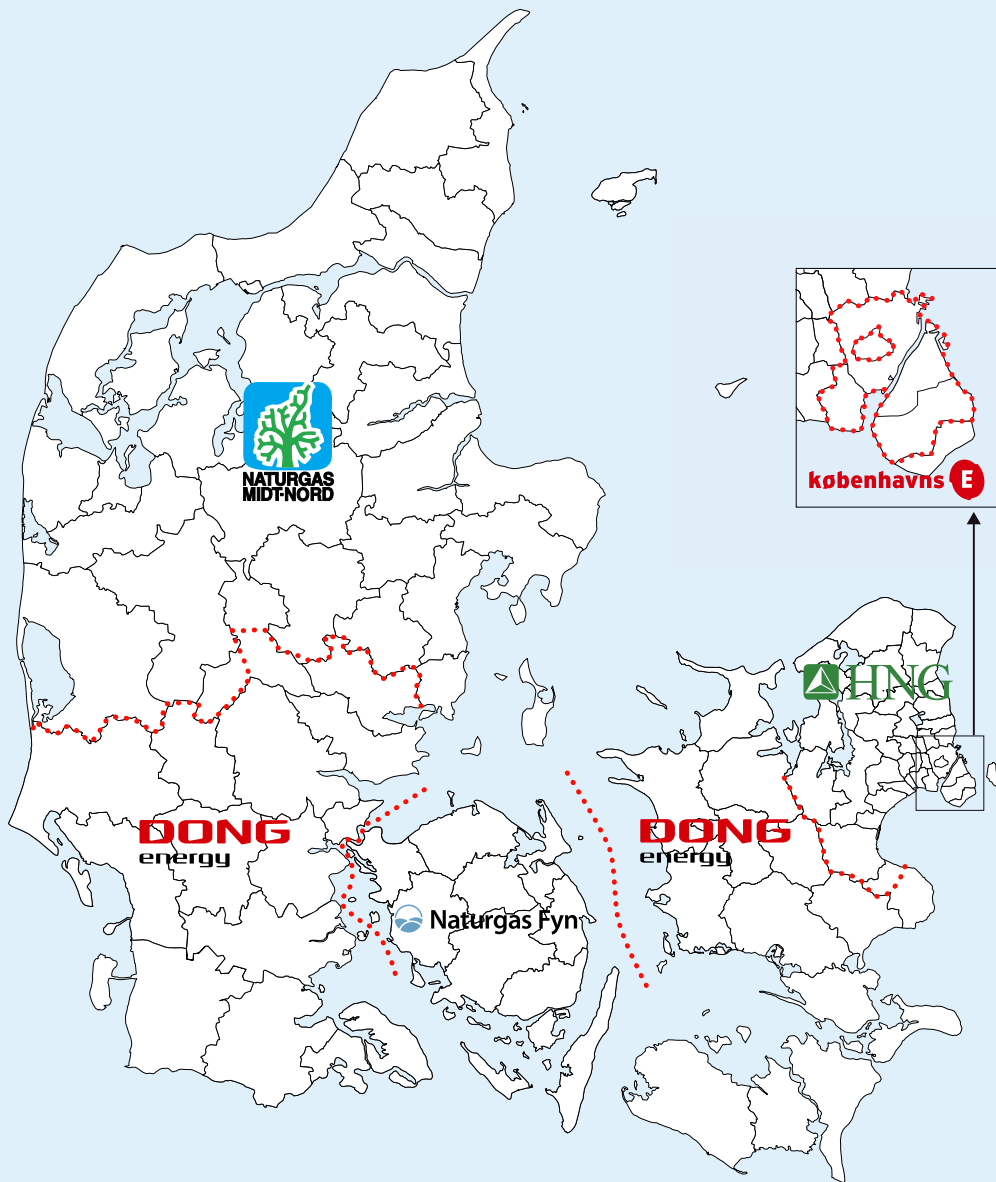 NATURGAS
MIDT-NORD
københavns E
HNG
DONG
energy
DONG
energy
Naturgas Fyn